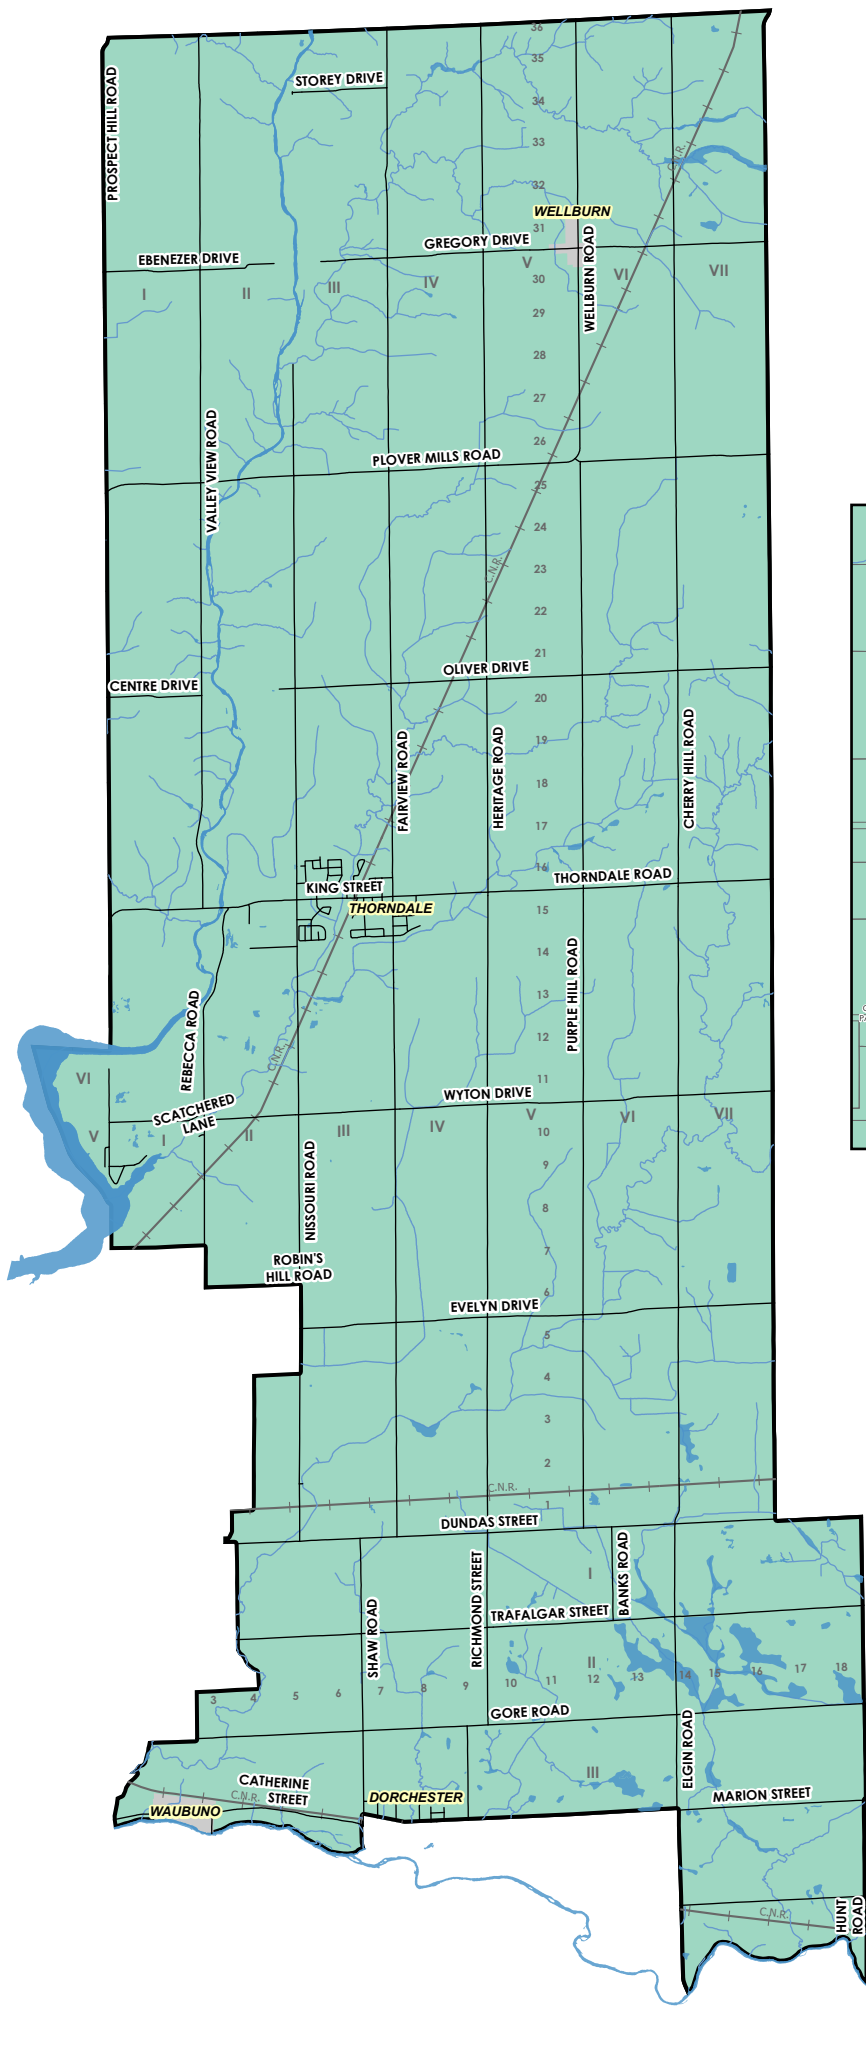 36
35
STOREY DRIVE
PROSPECT HILL ROAD
34
33
C.N.R.
32
WELLBURN
31
GREGORY DRIVE
EBENEZER DRIVE
WELLBURN ROAD
V
VI
VII
I
II
III
IV
30
29
28
27
VALLEY VIEW ROAD
26
PLOVER MILLS ROAD
25
24
C.N.R.
23
22
21
OLIVER DRIVE
CENTRE DRIVE
20
FAIRVIEW ROAD
HERITAGE ROAD
CHERRY HILL ROAD
19
18
17
16
THORNDALE ROAD
KING STREET
THORNDALE
15
14
PURPLE HILL ROAD
13
REBECCA ROAD
12
C.N.R.
VI
11
WYTON DRIVE
SCATCHERED
LANE
V
I
II
III
IV
V
VI
VII
10
NISSOURI ROAD
9
8
7
ROBIN'S
HILL ROAD
6
EVELYN DRIVE
5
4
3
2
C.N.R.
1
DUNDAS STREET
BANKS ROAD
RICHMOND STREET
I
SHAW ROAD
TRAFALGAR STREET
II
3
4
5
6
7
8
9
10
11
12
13
14
15
16
17
18
GORE ROAD
ELGIN ROAD
III
CATHERINE
STREET
C.N.R.
DORCHESTER
MARION STREET
WAUBUNO
C.N.R.
HUNT
ROAD